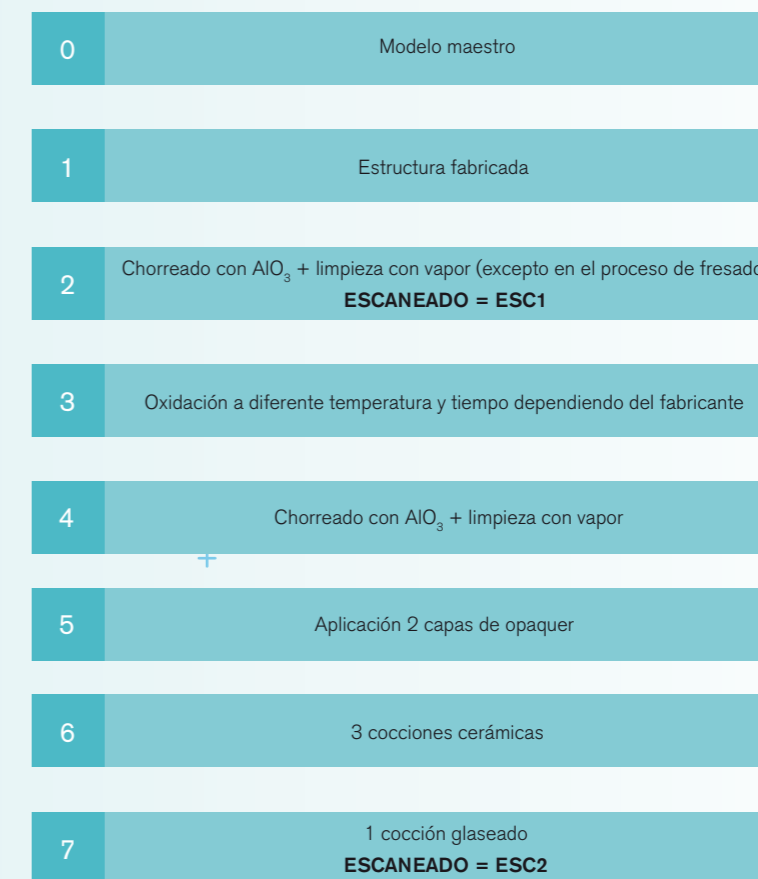 0
Modelo maestro
1
Estructura fabricada
2
Chorreado con AlO₃ + limpieza con vapor (excepto en el proceso de fresado
ESCANEADO = ESC1
3
Oxidación a diferente temperatura y tiempo dependiendo del fabricante
4
Chorreado con AlO₃ + limpieza con vapor
+
5
Aplicación 2 capas de opaquer
6
3 cocciones cerámicas
7
1 cocción glaseado
ESCANEADO = ESC2